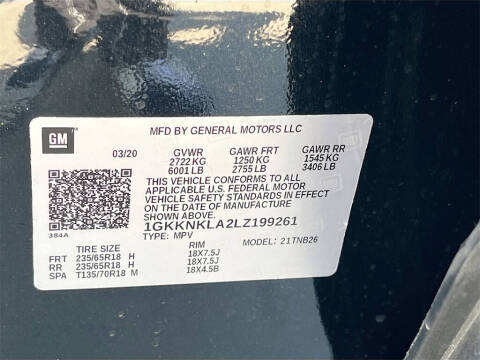 GM
MFD BY GENERAL MOTORS LLC
03/20 GVWR GAWR FRT GAWR RR
2722 KG 1250 KG 1545 KG
6001 LB 2755 LB 3406 LB
THIS VEHICLE CONFORMS TO ALL
APPLICABLE U.S. FEDERAL MOTOR
VEHICLE SAFETY STANDARDS IN EFFECT
ON THE DATE OF MANUFACTURE SHOWN ABOVE.
1GKKNKLA2LZ199261
384A TYPE: MPV MODEL: 21TNB26
TIRE SIZE RIM
FRT 235/65R18 H 18X7.5J
RR 235/65R18 H 18X7.5J
SPA T135/70R18 M 18X4.5B